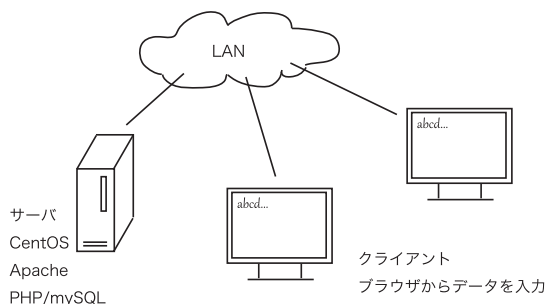 LAN
abcd...
abcd...
サーバ
CentOS
Apache
PHP/mySQL
クライアント
ブラウザからデータを入力